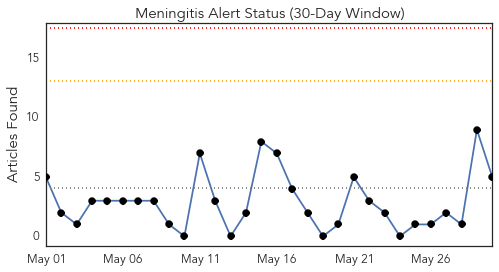 Meningitis Alert Status (30-Day Window)
Articles Found
15
10
5
0
May 01 May 06 May 11 May 16 May 21 May 26